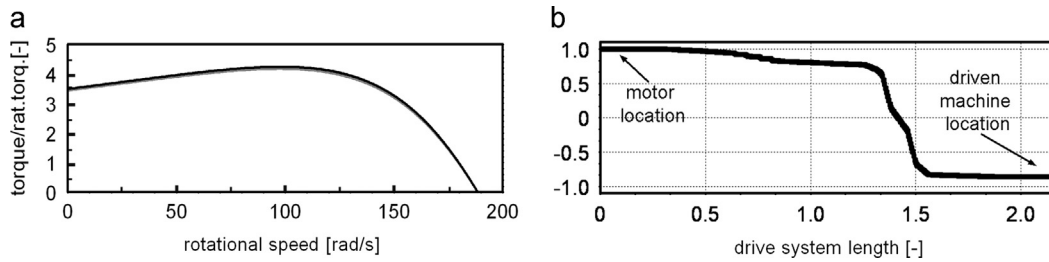 a
torque/rat.torq.[-]
5
4
3
2
1
0
0
50
100
150
200
rotational speed [rad/s]
b
1.0
0.5
0
-0.5
-1.0
motor
location
driven
machine
location
0
0.5
1.0
1.5
2.0
drive system length [-]